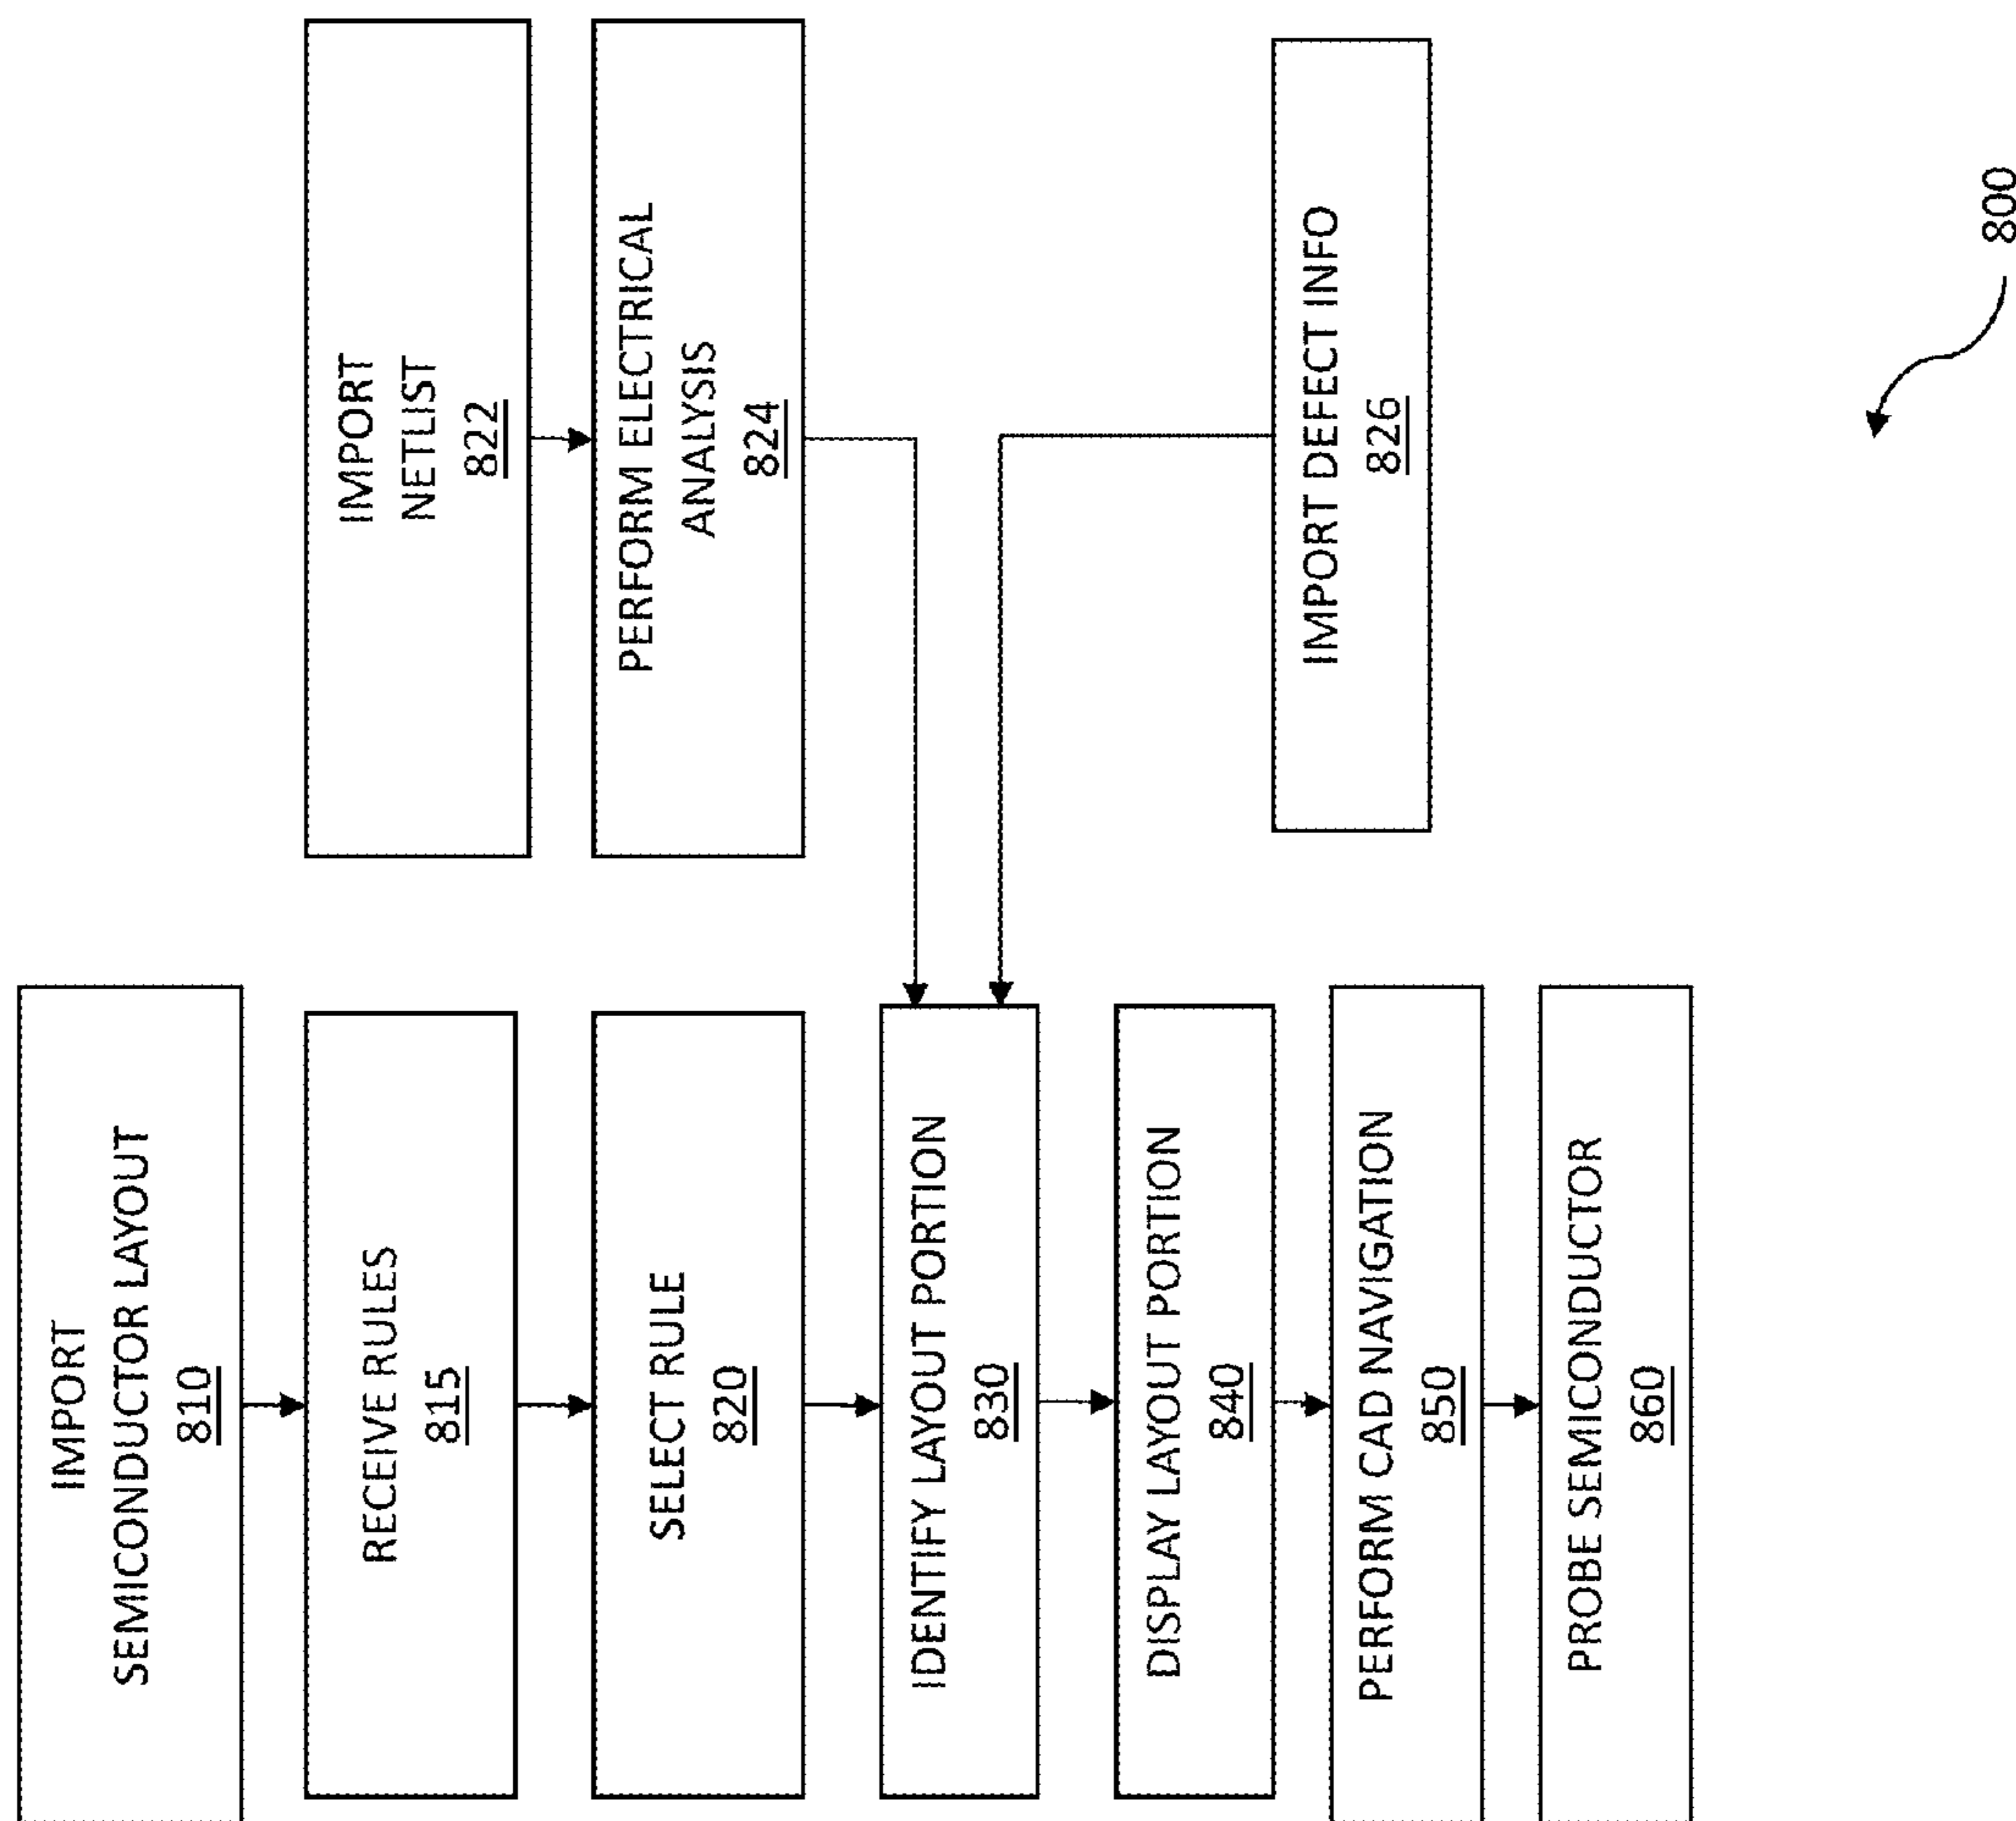 IMPORT
SEMICONDUCTOR LAYOUT
810
RECEIVE RULES
815
SELECT RULE
820
IDENTIFY LAYOUT PORTION
830
DISPLAY LAYOUT PORTION
840
PERFORM CAD NAVIGATION
850
PROBE SEMICONDUCTOR
860
IMPORT
NETLIST
822
PERFORM ELECTRICAL
ANALYSIS
824
IMPORT DEFECT INFO
826
800